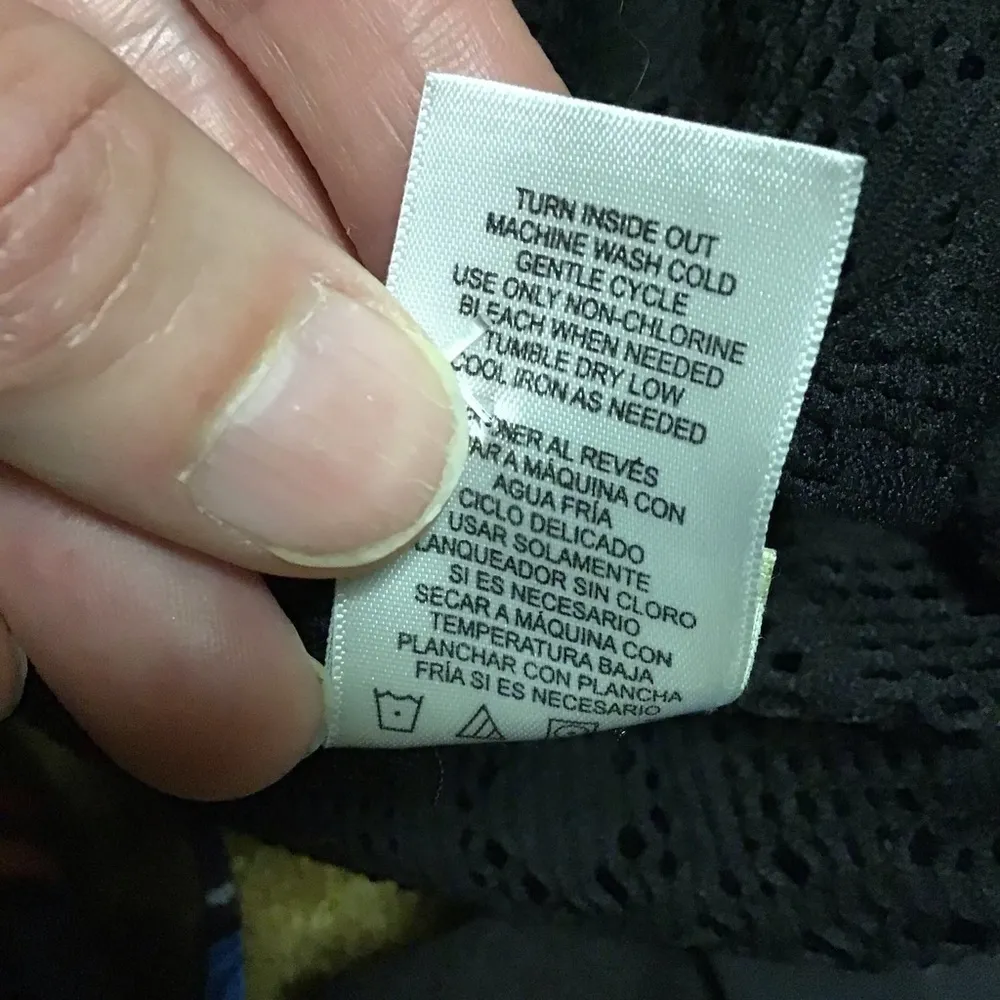 TURN INSIDE OUT
MACHINE WASH COLD
GENTLE CYCLE
USE ONLY NON-CHLORINE
BLEACH WHEN NEEDED
TUMBLE DRY LOW
COOL IRON AS NEEDED
AL REVÉS
A MÁQUINA CON
AGUA FRÍA
CICLO DELICADO
USAR SOLAMENTE
LANQUEADOR SIN CLORO
SI ES NECESARIO
SECAR A MÁQUINA CON
TEMPERATURA BAJA
PLANCHAR CON PLANCHA
FRÍA SI ES NECESARIO